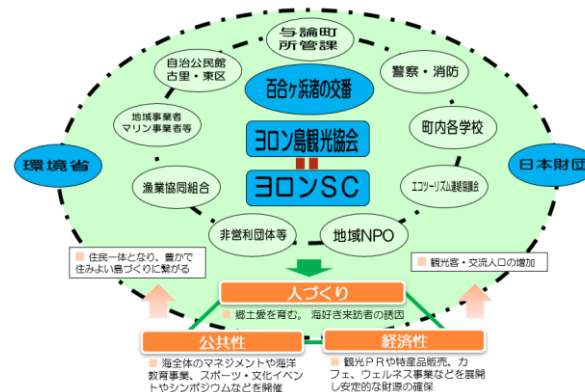 与論町
所管課
自治公民館
古里・東区
警察・消防
百合ヶ浜渚の交番
地域事業者
マリン事業者等
町内各学校
ヨロン島観光協会
環境省
日本財団
ヨロンSC
漁業協同組合
エコツーリズム連絡協議会
非営利団体等
地域NPO
住民一体となり、豊かで
住みよい島づくりに繋がる
観光客・交流人口の増加
人づくり
郷土愛を育む。 海好き来訪者の誘因
公共性
経済性
海全体のマネジメントや海洋
教育事業、スポーツ・文化イベ
ントやシンポジウムなどを開催
観光PRや特産品販売、カ
フェ、ウェルネス事業などを展開
し安定的な財源の確保